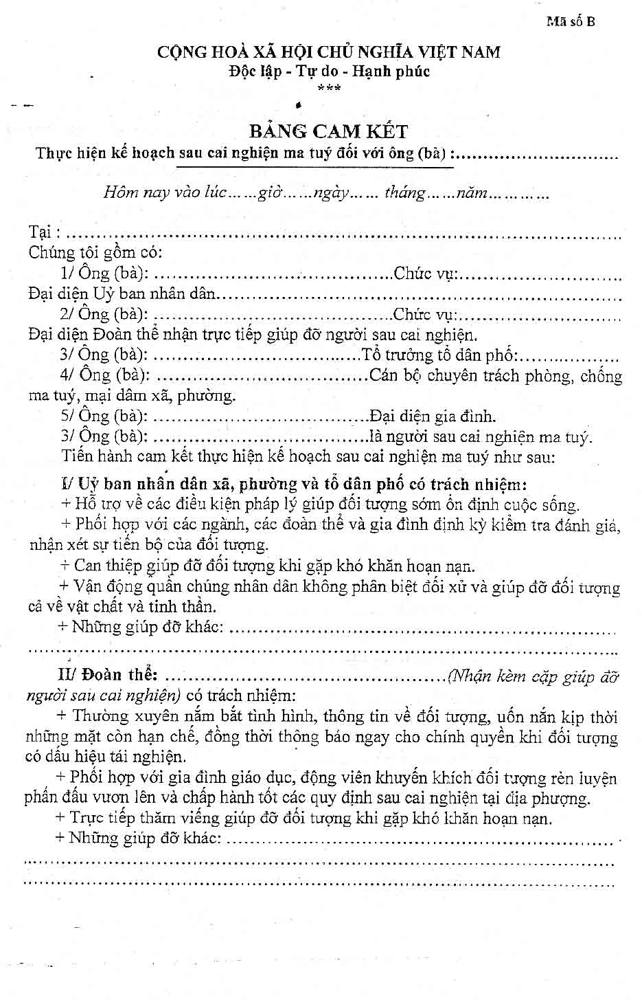 Mã số B
CỘNG HOÀ XÃ HỘI CHỦ NGHĨA VIỆT NAM
Độc lập - Tự do - Hạnh phúc
***
BẢNG CAM KẾT
Thực hiện kế hoạch sau cai nghiện ma tuý đối với ông (bà) :...............................
Hôm nay vào lúc......giờ......ngày...... tháng......năm............
Tại : ..........................................................................................
Chúng tôi gồm có:
1/ Ông (bà): .......................................Chức vụ:...........................
Đại diện Uỷ ban nhân dân..................................................................
2/ Ông (bà): .......................................Chức vụ:...........................
Đại diện Đoàn thể nhận trực tiếp giúp đỡ người sau cai nghiện.
3/ Ông (bà): ..................................Tổ trưởng tổ dân phố:.................
4/ Ông (bà): ...................................Cán bộ chuyên trách phòng, chống
ma tuý, mại dâm xã, phường.
5/ Ông (bà): ...................................Đại diện gia đình.
3/ Ông (bà): ...................................là người sau cai nghiện ma tuý.
Tiến hành cam kết thực hiện kế hoạch sau cai nghiện ma tuý như sau:
I/ Uỷ ban nhân dân xã, phường và tổ dân phố có trách nhiệm:
+ Hỗ trợ về các điều kiện pháp lý giúp đối tượng sớm ổn định cuộc sống.
+ Phối hợp với các ngành, các đoàn thể và gia đình định kỳ kiểm tra đánh giá,
nhận xét sự tiến bộ của đối tượng.
+ Can thiệp giúp đỡ đối tượng khi gặp khó khăn hoạn nạn.
+ Vận động quần chúng nhân dân không phân biệt đối xử và giúp đỡ đối tượng
cả về vật chất và tinh thần.
+ Những giúp đỡ khác: ................................................................
................................................................................................
II/ Đoàn thể: ..............................................(Nhận kèm cặp giúp đỡ
người sau cai nghiện) có trách nhiệm:
+ Thường xuyên nắm bắt tình hình, thông tin về đối tượng, uốn nắn kịp thời
những mặt còn hạn chế, đồng thời thông báo ngay cho chính quyền khi đối tượng
có dấu hiệu tái nghiện.
+ Phối hợp với gia đình giáo dục, động viên khuyến khích đối tượng rèn luyện
phấn đấu vươn lên và chấp hành tốt các quy định sau cai nghiện tại địa phương.
+ Trực tiếp thăm viếng giúp đỡ đối tượng khi gặp khó khăn hoạn nạn.
+ Những giúp đỡ khác: ................................................................
................................................................................................
................................................................................................